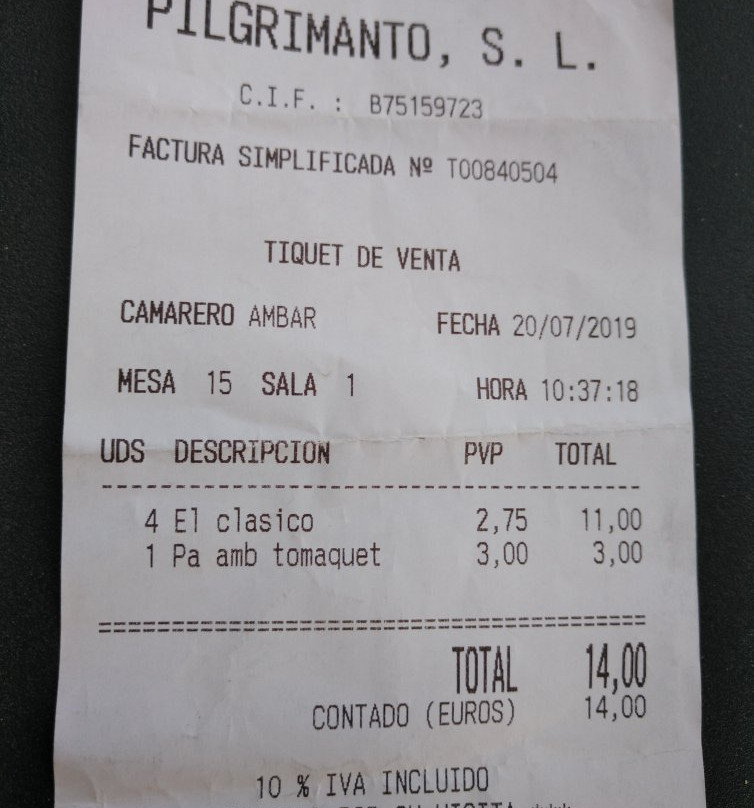 PILGRIMANTO, S. L.
C.I.F. : B75159723
FACTURA SIMPLIFICADA Nº T00840504
TIQUET DE VENTA
CAMARERO AMBAR FECHA 20/07/2019
MESA 15 SALA 1 HORA 10:37:18
UDS DESCRIPCION PVP TOTAL
4 El clasico 2,75 11,00
1 Pa amb tomaquet 3,00 3,00
TOTAL 14,00
CONTADO (EUROS) 14,00
10 % IVA INCLUIDO